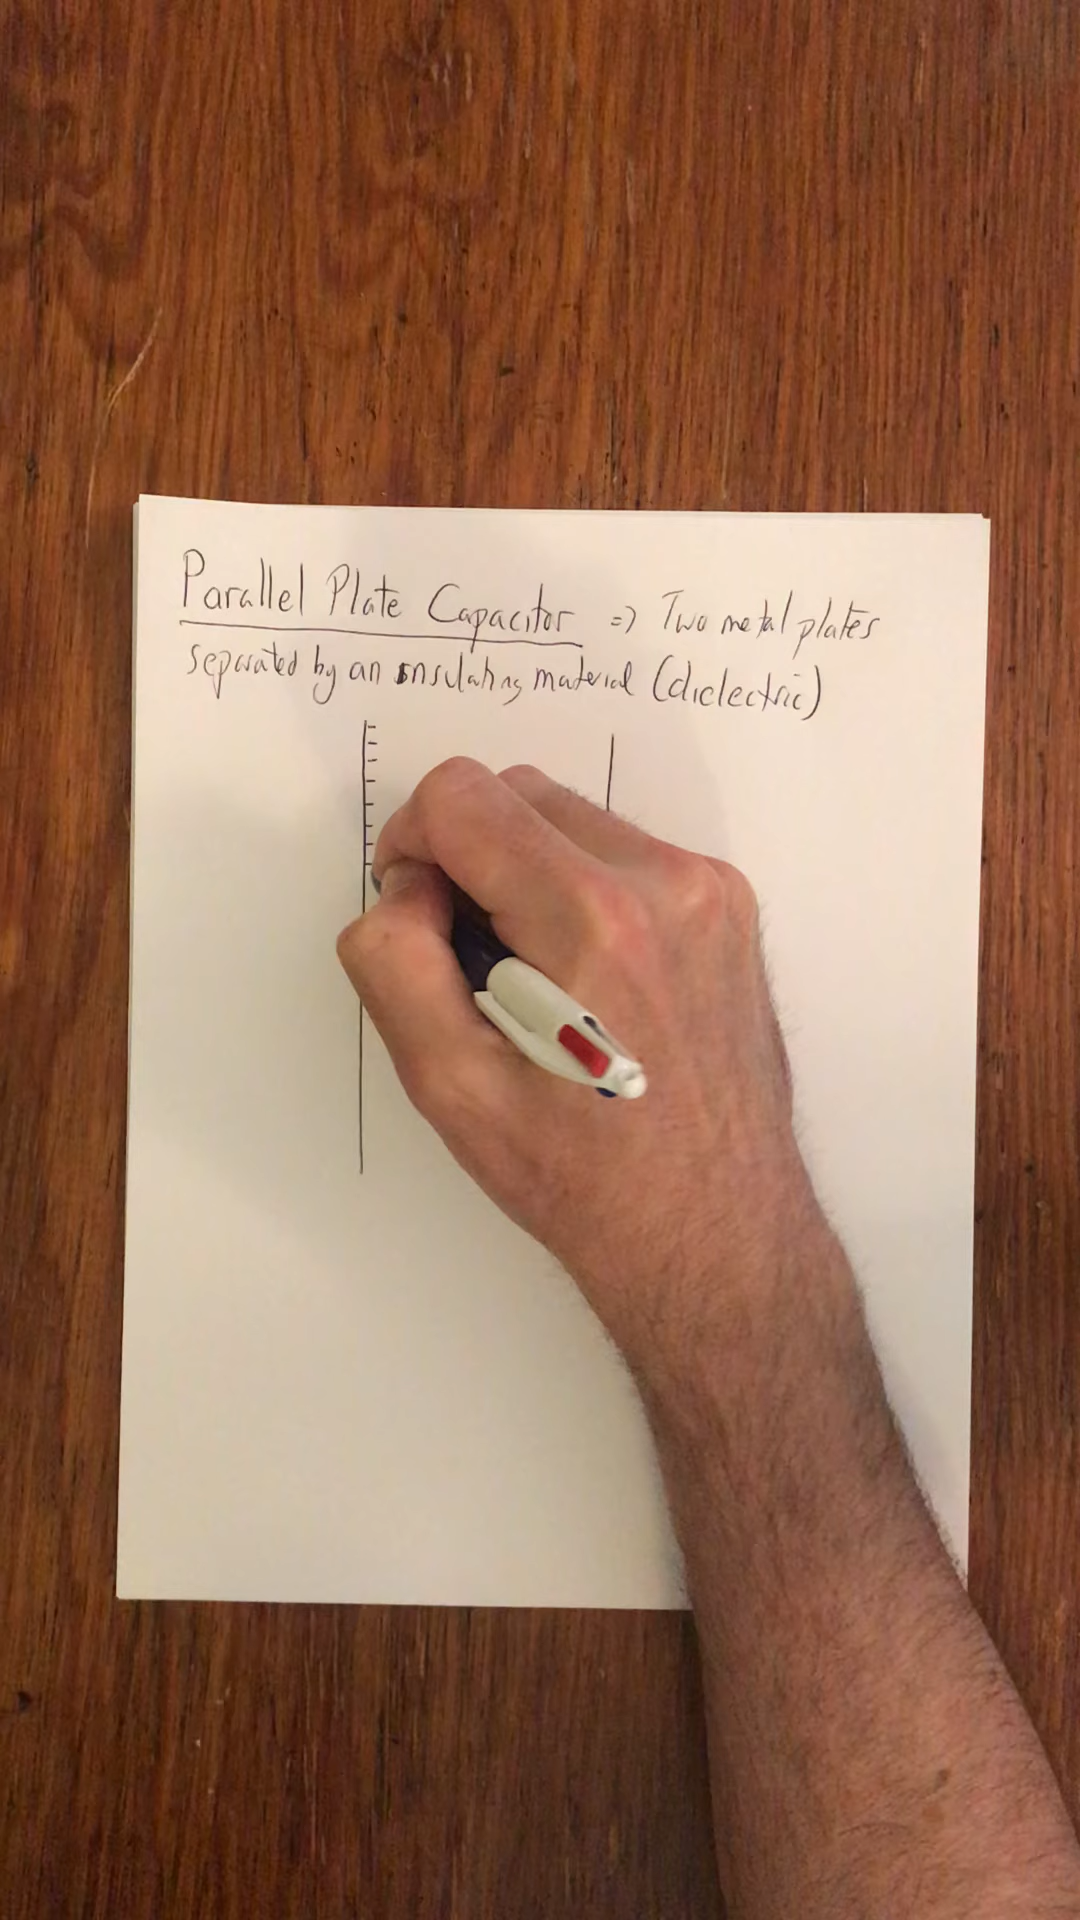 Parallel Plate Capacitor => Two metal plates
separated by an insulating material (dielectric)